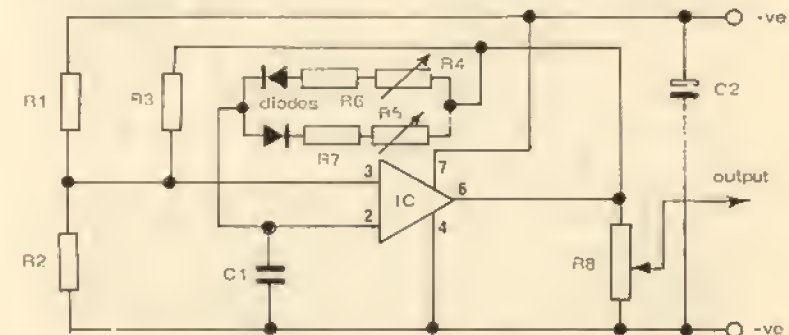 -ve
R1
R3
R4
diodes
R6
R5
C2
R7
3
7
IC
6
output
2
4
R2
C1
R8
-ve